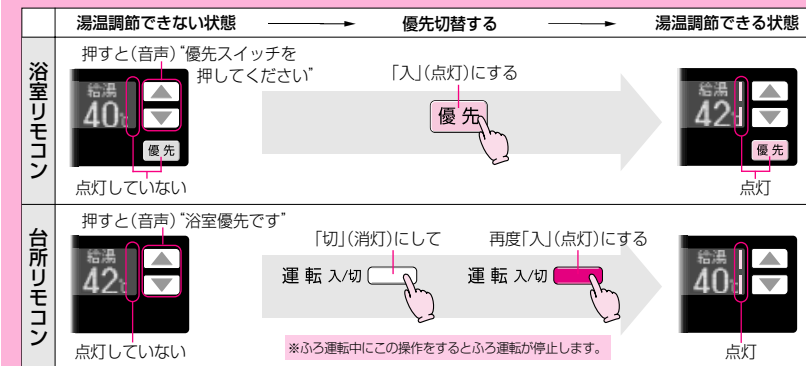 湯温調節できない状態
優先切替する
湯温調節できる状態
浴室リモコン
押すと(音声)“優先スイッチを
押してください”
給湯
40℃
優先
点灯していない
「入」(点灯)にする
優先
給湯
42
優先
点灯
台所リモコン
押すと(音声)“浴室優先です”
給湯
42℃
点灯していない
「切」(消灯)にして
運転 入/切
再度「入」(点灯)にする
運転 入/切
※ふろ運転中にこの操作をするとふろ運転が停止します。
給湯
40℃
点灯